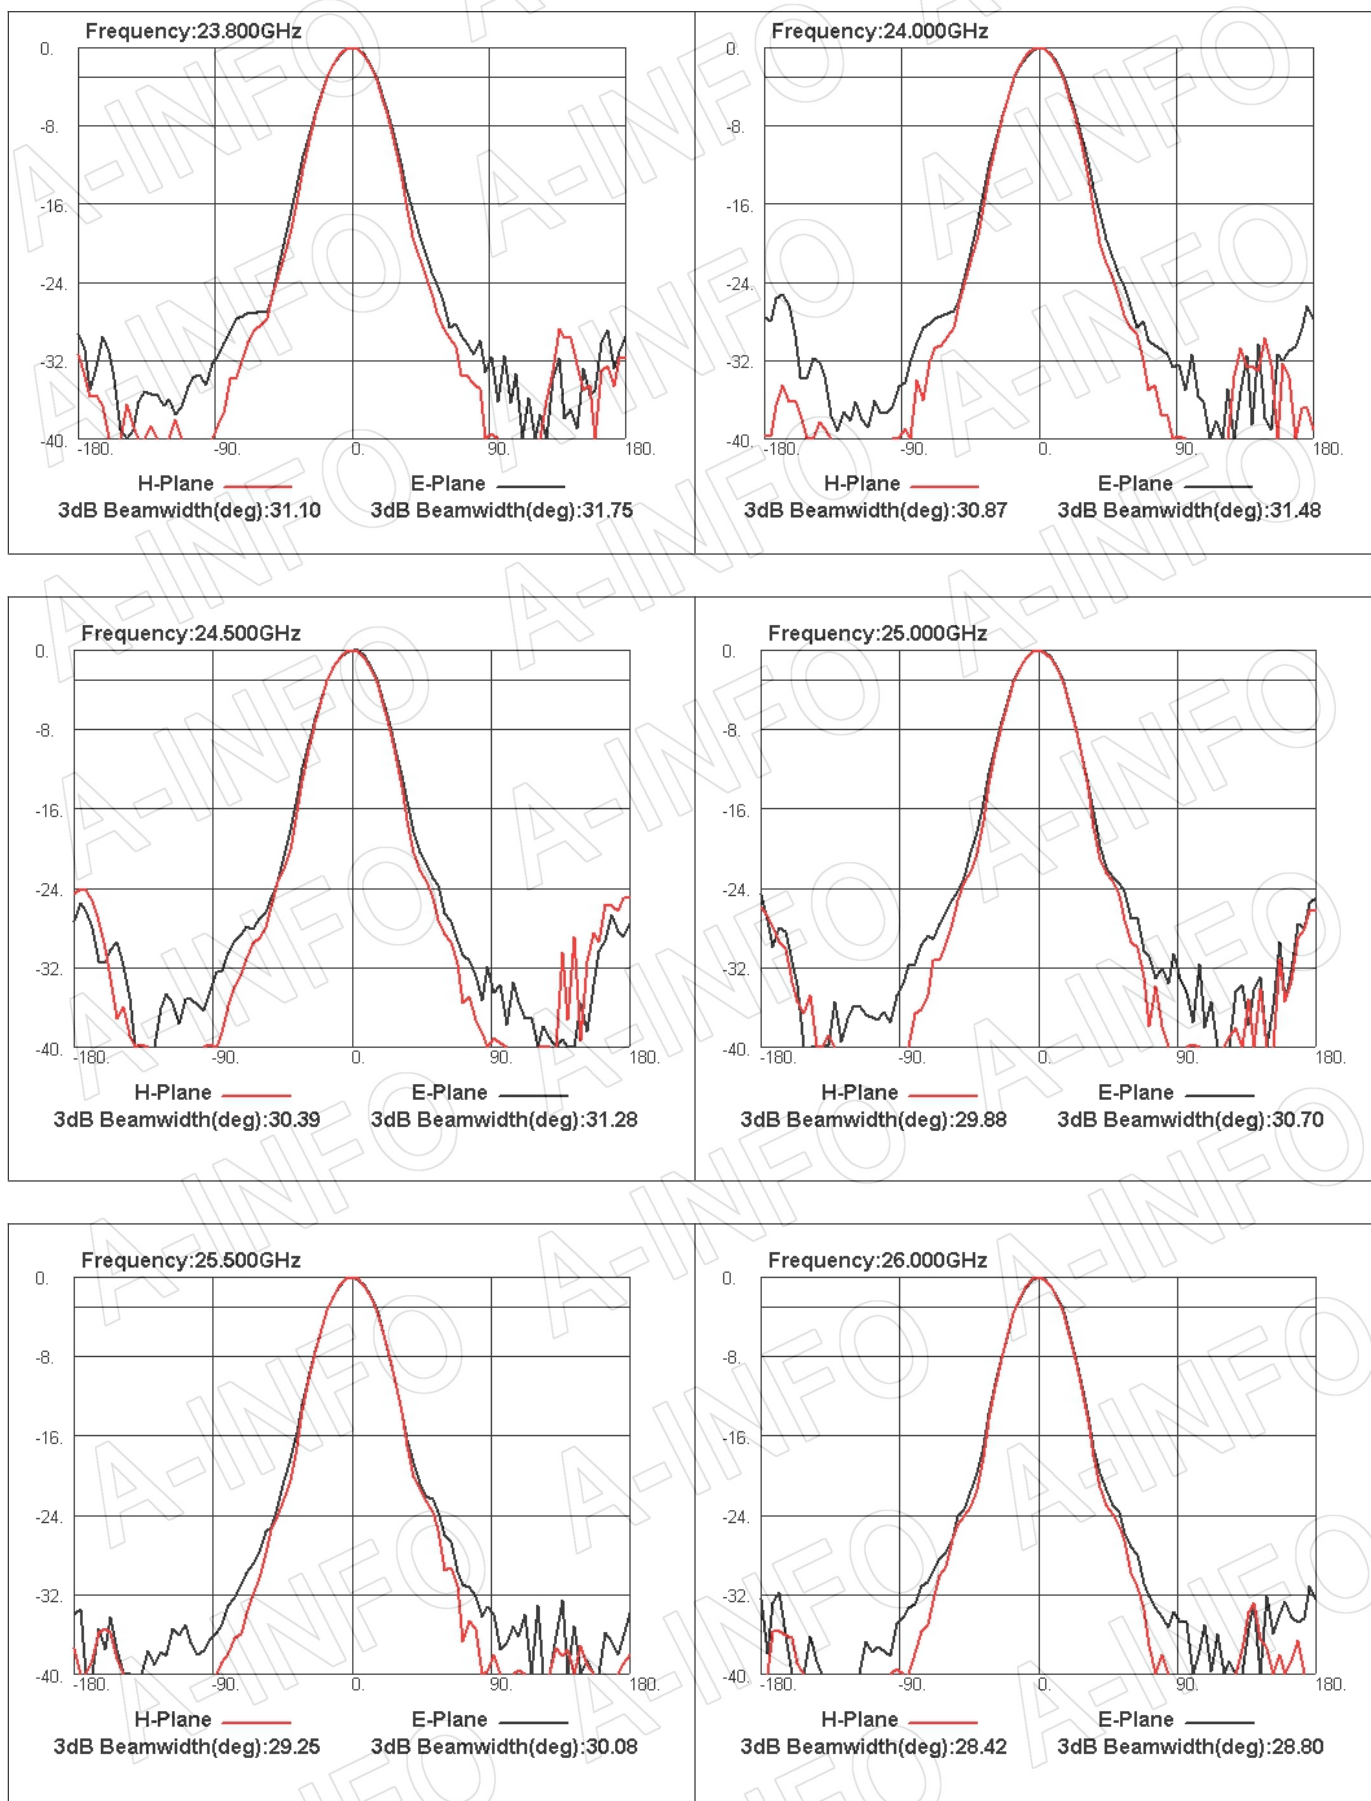 Frequency:23.800GHz
0.
-8.
-16.
-24.
-32.
-40.
-180. -90. 0. 90. 180.
H-Plane E-Plane
3dB Beamwidth(deg):31.10 3dB Beamwidth(deg):31.75
Frequency:24.000GHz
0.
-8.
-16.
-24.
-32.
-40.
-180. -90. 0. 90. 180.
H-Plane E-Plane
3dB Beamwidth(deg):30.87 3dB Beamwidth(deg):31.48
Frequency:24.500GHz
0.
-8.
-16.
-24.
-32.
-40.
-180. -90. 0. 90. 180.
H-Plane E-Plane
3dB Beamwidth(deg):30.39 3dB Beamwidth(deg):31.28
Frequency:25.000GHz
0.
-8.
-16.
-24.
-32.
-40.
-180. -90. 0. 90. 180.
H-Plane E-Plane
3dB Beamwidth(deg):29.88 3dB Beamwidth(deg):30.70
Frequency:25.500GHz
0.
-8.
-16.
-24.
-32.
-40.
-180. -90. 0. 90. 180.
H-Plane E-Plane
3dB Beamwidth(deg):29.25 3dB Beamwidth(deg):30.08
Frequency:26.000GHz
0.
-8.
-16.
-24.
-32.
-40.
-180. -90. 0. 90. 180.
H-Plane E-Plane
3dB Beamwidth(deg):28.42 3dB Beamwidth(deg):28.80
A-INFO